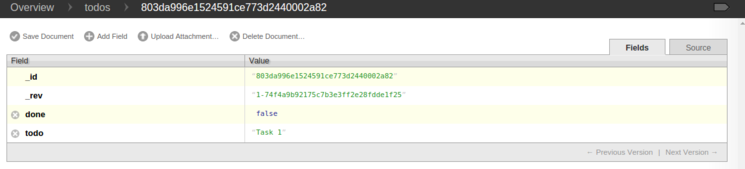 Overview todos 803da996e1524591ce773d2440002a82
Save Document Add Field Upload Attachment... Delete Document...
Fields Source
Field Value
_id "803da996e1524591ce773d2440002a82"
_rev "1-74f4a9b92175c7b3e3ff2e28fdde1f25"
done false
todo "Task 1"
← Previous Version | Next Version →